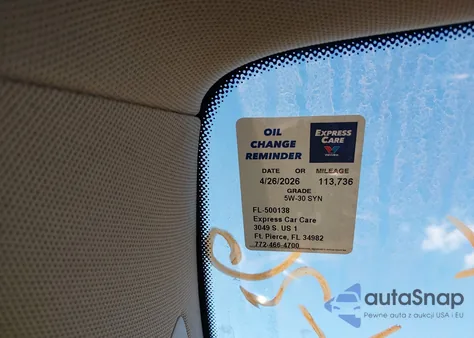 OIL
CHANGE
REMINDER
EXPRESS
CARE
DATE OR MILEAGE
4/26/2026 113,736
GRADE
5W-30 SYN
FL-500138
Express Car Care
3049 S. US 1
Ft. Pierce, FL 34982
772-466-4700
autoSnap
Pewne auta z aukcji USA i EU